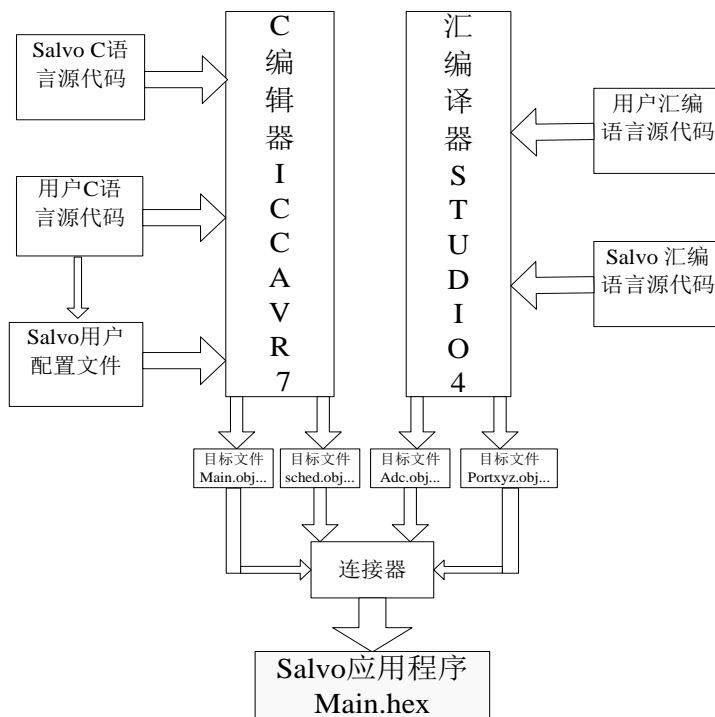 Salvo C语
言源代码
用户C语
言源代码
Salvo用户
配置文件
C
编
辑
器
I
C
C
A
V
R
7
汇
编
译
器
S
T
U
D
I
O
4
用户汇编
语言源代码
Salvo 汇编
语言源代码
目标文件
Main.obj...
目标文件
sched.obj...
目标文件
Adc.obj...
目标文件
Portxyz.obj...
连接器
Salvo应用程序
Main.hex